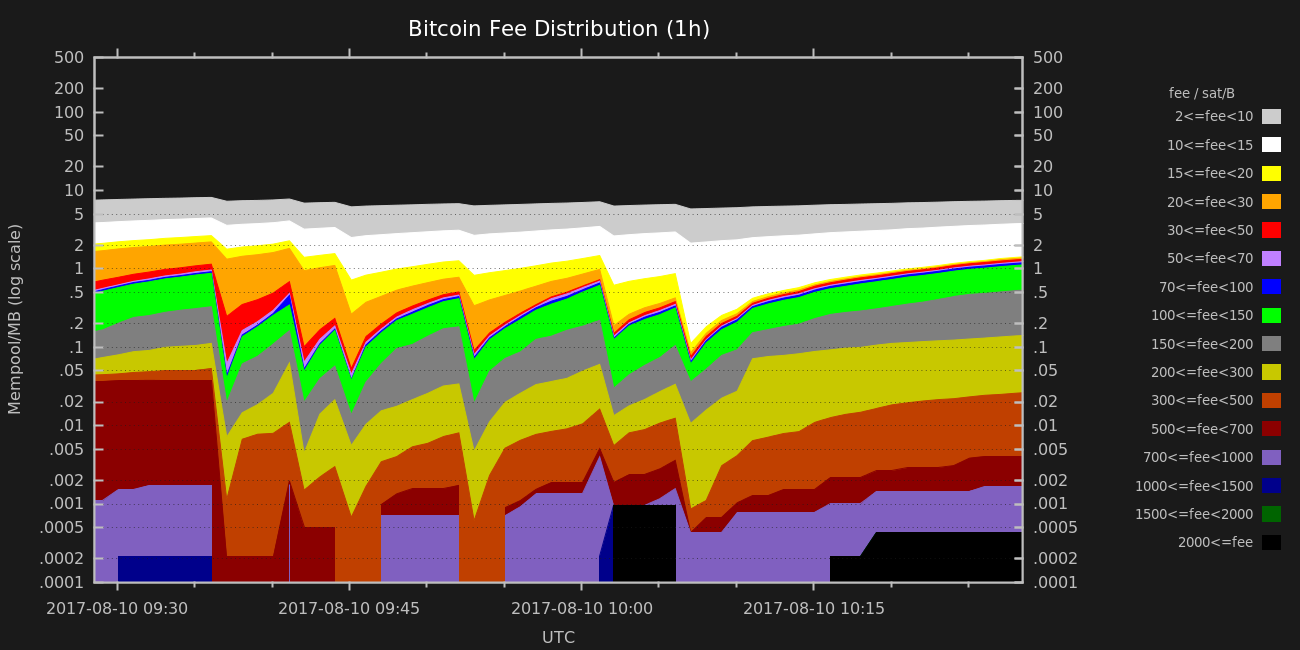 Bitcoin Fee Distribution (1h)
500 500
200 200
100 100
50 50
20 20
10 10
5 5
2 2
1 1
.5 .5
.2 .2
.1 .1
.05 .05
.02 .02
.01 .01
.005 .005
.002 .002
.001 .001
.0005 .0005
.0002 .0002
.0001 .0001
Mempool/MB (log scale)
2017-08-10 09:30 2017-08-10 09:45 2017-08-10 10:00 2017-08-10 10:15
UTC
fee / sat/B
2<=fee<10
10<=fee<15
15<=fee<20
20<=fee<30
30<=fee<50
50<=fee<70
70<=fee<100
100<=fee<150
150<=fee<200
200<=fee<300
300<=fee<500
500<=fee<700
700<=fee<1000
1000<=fee<1500
1500<=fee<2000
2000<=fee